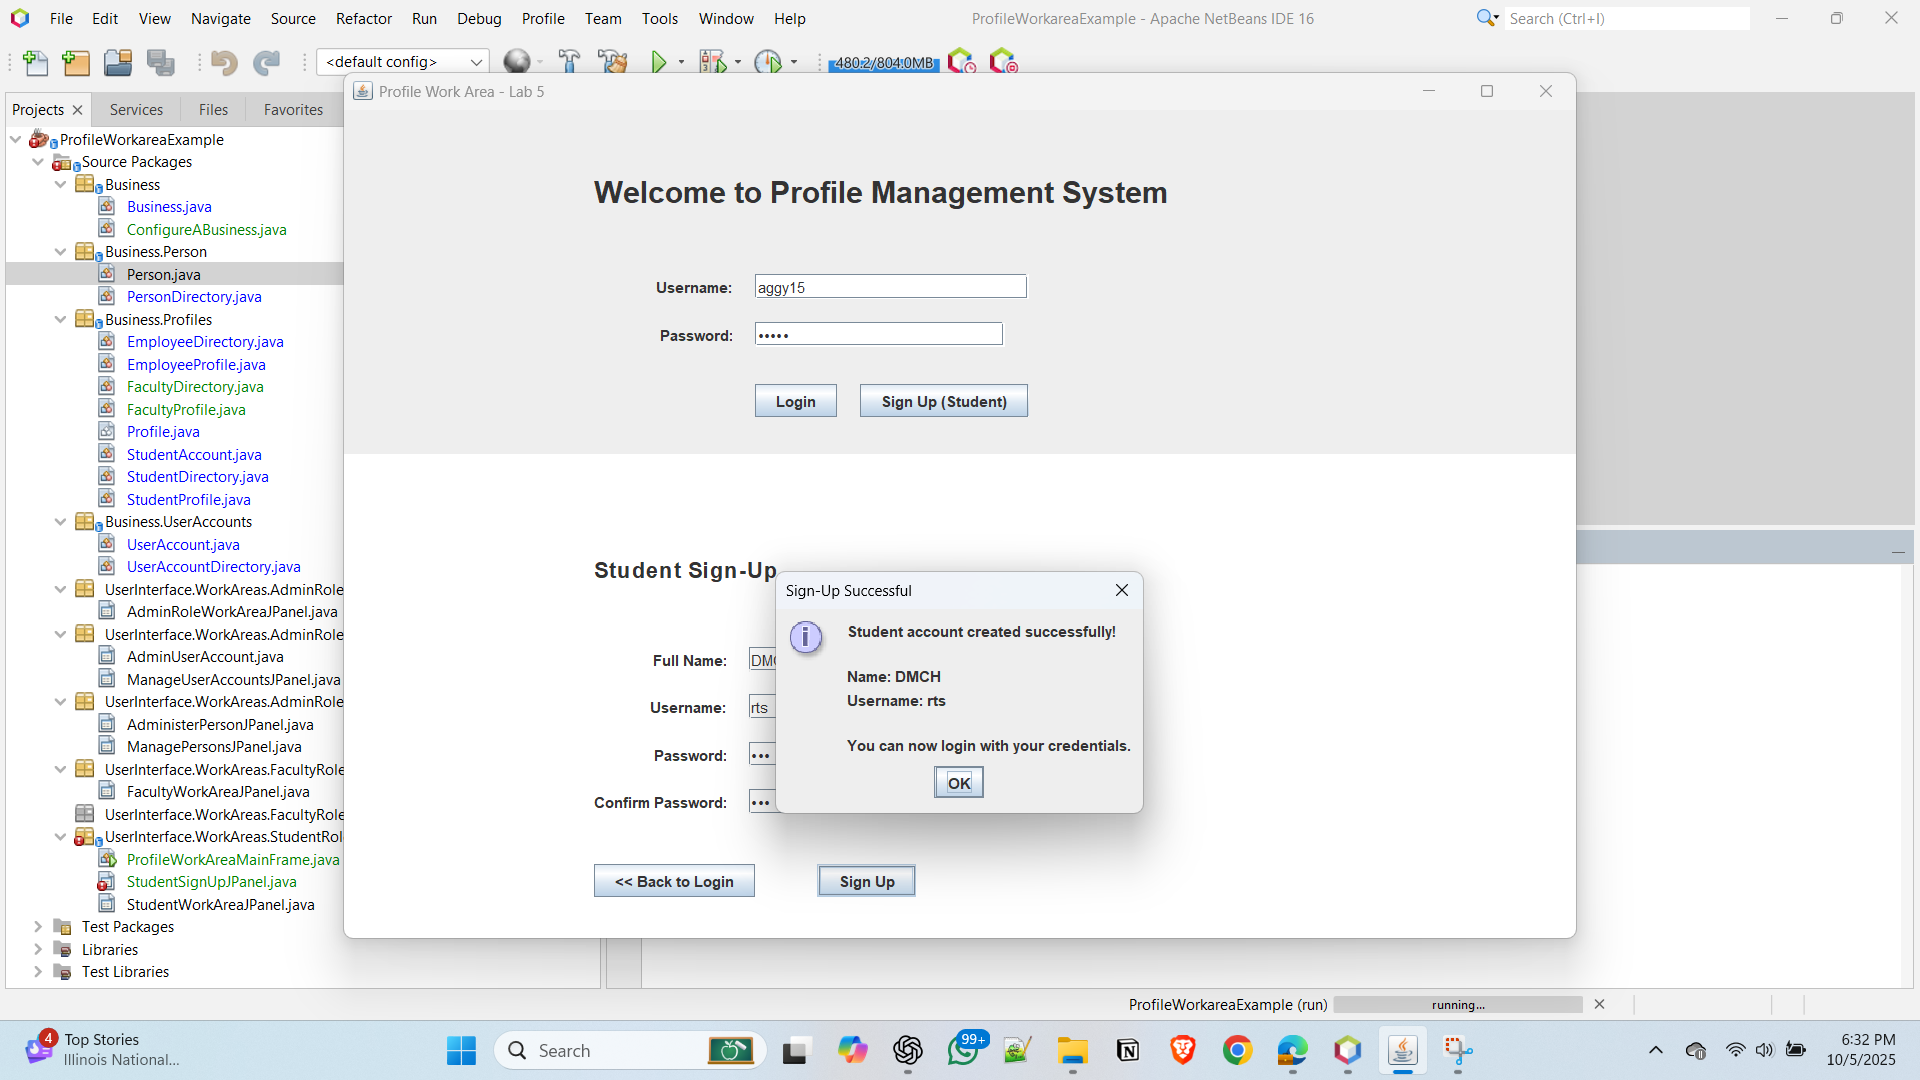 File Edit View Navigate Source Refactor Run Debug Profile Team Tools Window Help
ProfileWorkareaExample - Apache NetBeans IDE 16
Search (Ctrl+I)
<default config>
480.2/804.0MB
Projects
Services
Files
Favorites
ProfileWorkareaExample
Source Packages
Business
Business.java
ConfigureABusiness.java
Business.Person
Person.java
PersonDirectory.java
Business.Profiles
EmployeeDirectory.java
EmployeeProfile.java
FacultyDirectory.java
FacultyProfile.java
Profile.java
StudentAccount.java
StudentDirectory.java
StudentProfile.java
Business.UserAccounts
UserAccount.java
UserAccountDirectory.java
UserInterface.WorkAreas.AdminRole
AdminRoleWorkAreaJPanel.java
UserInterface.WorkAreas.AdminRole
AdminUserAccount.java
ManageUserAccountsJPanel.java
UserInterface.WorkAreas.AdminRole
AdministerPersonJPanel.java
ManagePersonsJPanel.java
UserInterface.WorkAreas.FacultyRole
FacultyWorkAreaJPanel.java
UserInterface.WorkAreas.FacultyRole
UserInterface.WorkAreas.StudentRol
ProfileWorkAreaMainFrame.java
StudentSignUpJPanel.java
StudentWorkAreaJPanel.java
Test Packages
Libraries
Test Libraries
Profile Work Area - Lab 5
Welcome to Profile Management System
Username: aggy15
Password: •••••
Login
Sign Up (Student)
Student Sign-Up
Full Name: DMC
Username: rts
Password: •••
Confirm Password: •••
<< Back to Login
Sign Up
Sign-Up Successful
Student account created successfully!
Name: DMCH
Username: rts
You can now login with your credentials.
OK
ProfileWorkareaExample (run)
running...
4
Top Stories
Illinois National...
Search
99+
6:32 PM
10/5/2025